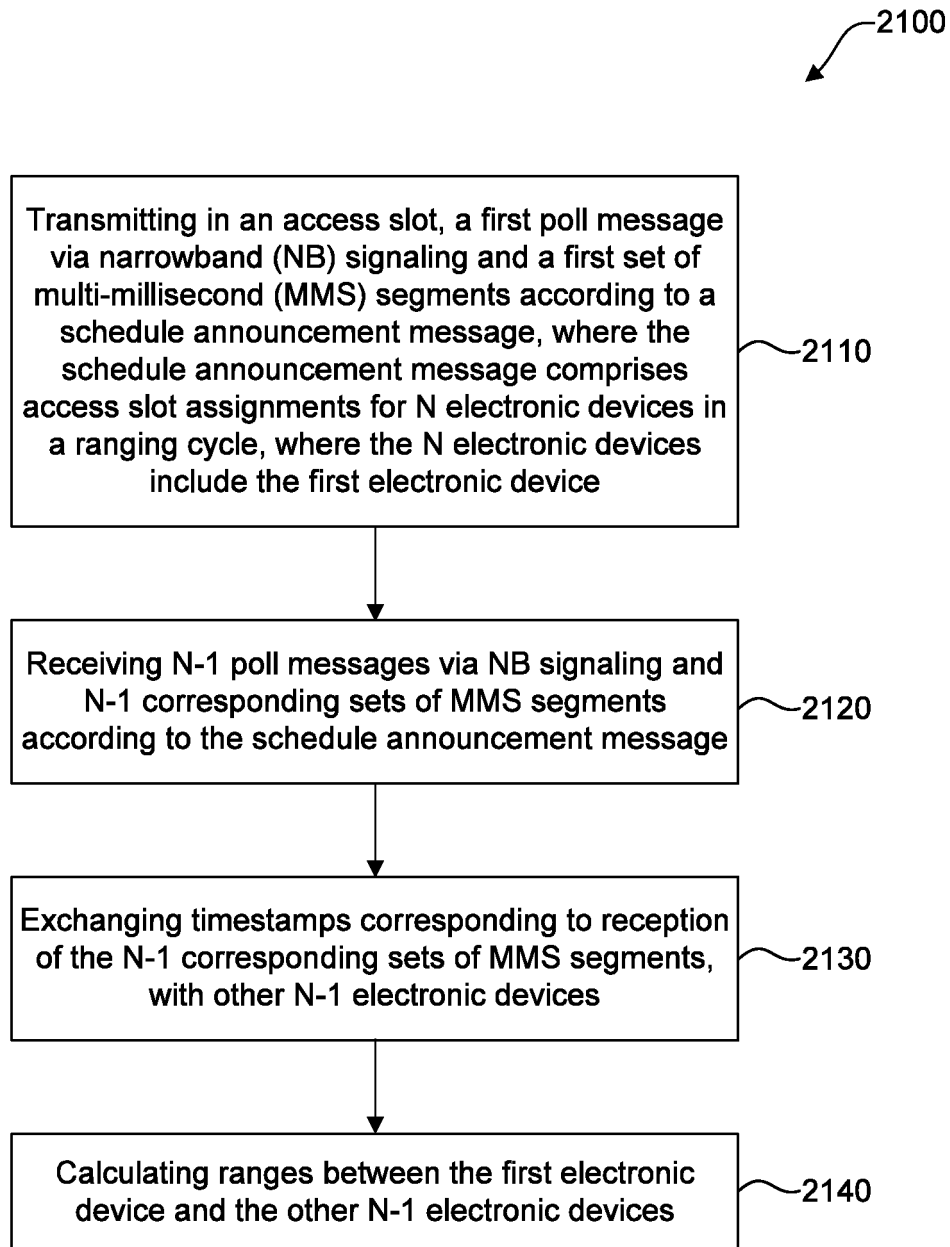 2100
Transmitting in an access slot, a first poll message
via narrowband (NB) signaling and a first set of
multi-millisecond (MMS) segments according to a
schedule announcement message, where the
schedule announcement message comprises
access slot assignments for N electronic devices in
a ranging cycle, where the N electronic devices
include the first electronic device
2110
Receiving N-1 poll messages via NB signaling and
N-1 corresponding sets of MMS segments
according to the schedule announcement message
2120
Exchanging timestamps corresponding to reception
of the N-1 corresponding sets of MMS segments,
with other N-1 electronic devices
2130
Calculating ranges between the first electronic
device and the other N-1 electronic devices
2140